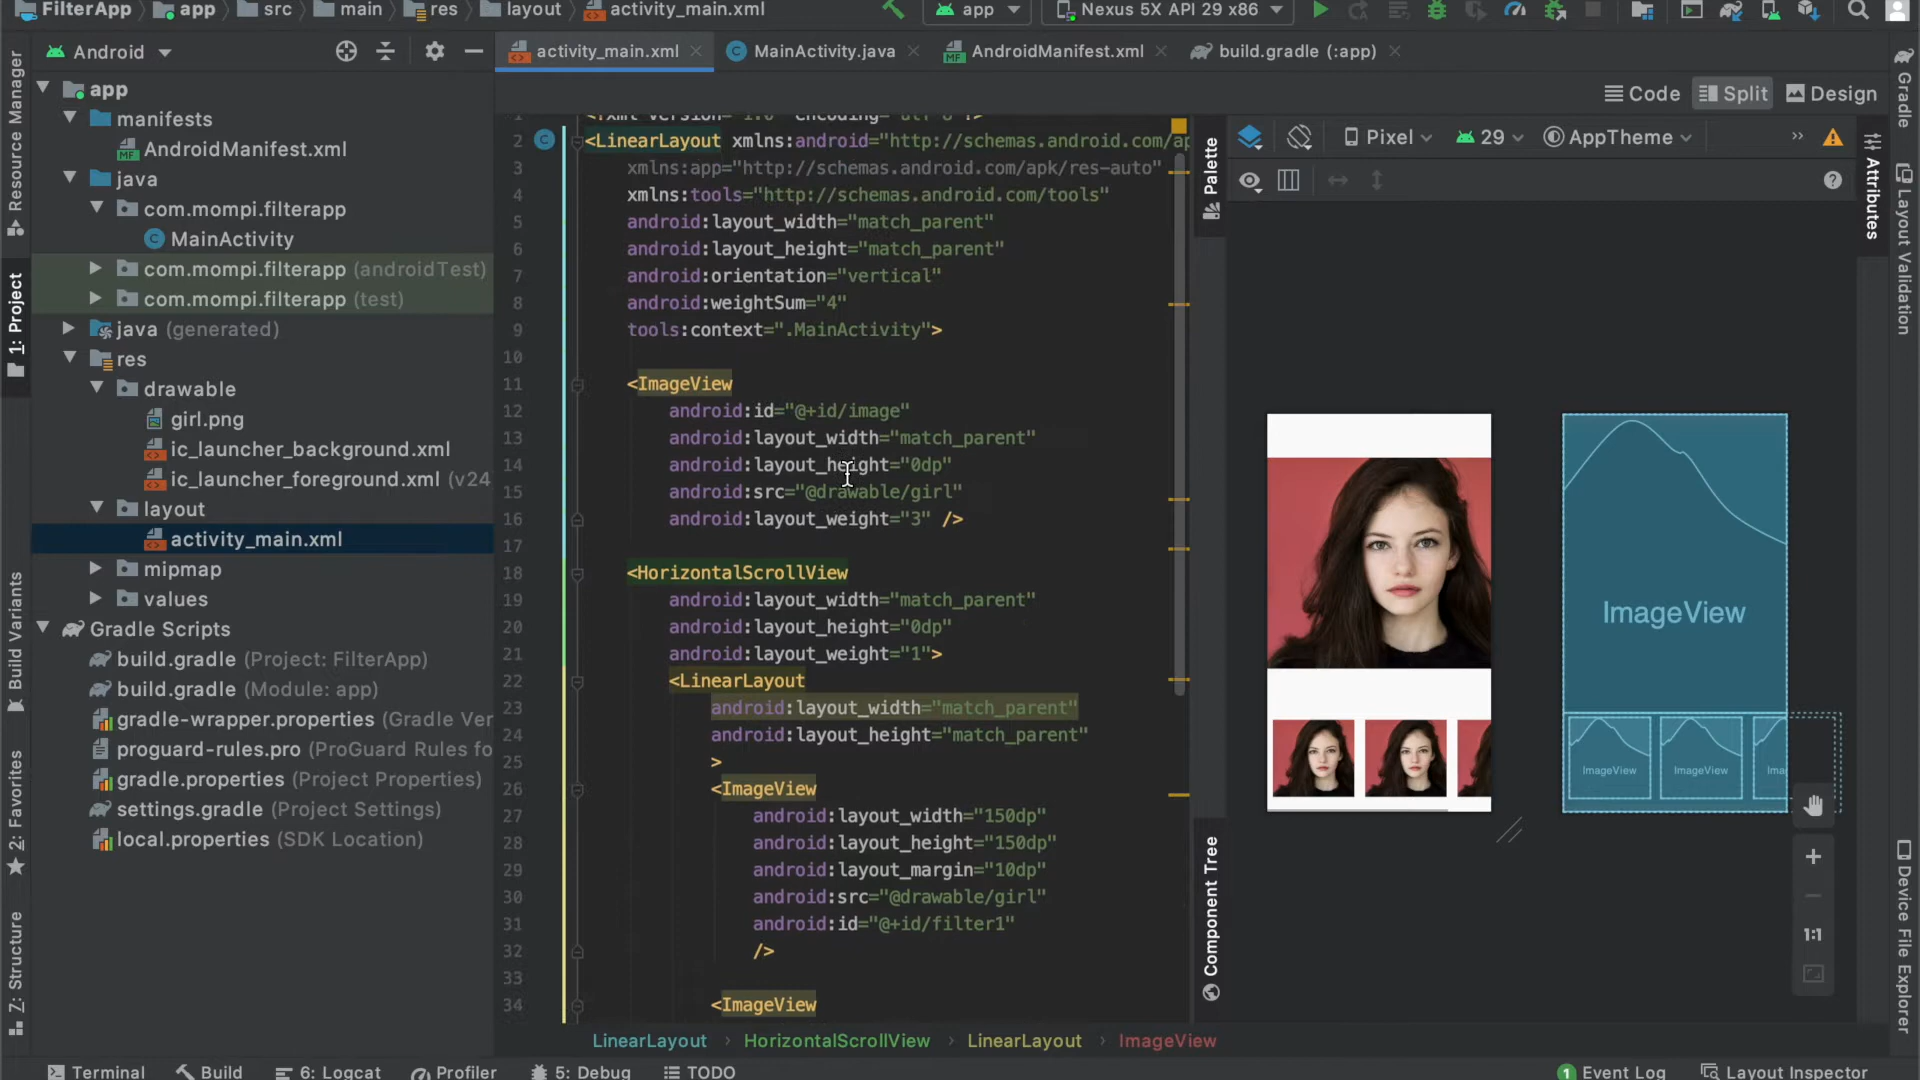 FilterApp app src main res layout activity_main.xml app Nexus 5X API 29 x86
Android
activity_main.xml MainActivity.java AndroidManifest.xml build.gradle (:app)
Code Split Design
Pixel 29 AppTheme
app
manifests
AndroidManifest.xml
java
com.mompi.filterapp
MainActivity
com.mompi.filterapp (androidTest)
com.mompi.filterapp (test)
java (generated)
res
drawable
girl.png
ic_launcher_background.xml
ic_launcher_foreground.xml (v24
layout
activity_main.xml
mipmap
values
Gradle Scripts
build.gradle (Project: FilterApp)
build.gradle (Module: app)
gradle-wrapper.properties (Gradle Ver
proguard-rules.pro (ProGuard Rules fo
gradle.properties (Project Properties)
settings.gradle (Project Settings)
local.properties (SDK Location)
2 <LinearLayout xmlns:android="http://schemas.android.com/ap
3 xmlns:app="http://schemas.android.com/apk/res-auto"
4 xmlns:tools="http://schemas.android.com/tools"
5 android:layout_width="match_parent"
6 android:layout_height="match_parent"
7 android:orientation="vertical"
8 android:weightSum="4"
9 tools:context=".MainActivity">
10
11 <ImageView
12 android:id="@+id/image"
13 android:layout_width="match_parent"
14 android:layout_height="0dp"
15 android:src="@drawable/girl"
16 android:layout_weight="3" />
17
18 <HorizontalScrollView
19 android:layout_width="match_parent"
20 android:layout_height="0dp"
21 android:layout_weight="1">
22 <LinearLayout
23 android:layout_width="match_parent"
24 android:layout_height="match_parent"
25 >
26 <ImageView
27 android:layout_width="150dp"
28 android:layout_height="150dp"
29 android:layout_margin="10dp"
30 android:src="@drawable/girl"
31 android:id="@+id/filter1"
32 />
33
34 <ImageView
LinearLayout › HorizontalScrollView › LinearLayout › ImageView
Palette
Component Tree
ImageView
ImageView ImageView Ima
1:1
Resource Manager
1: Project
Build Variants
2: Favorites
Z: Structure
Gradle
Layout Validation
Attributes
Device File Explorer
Terminal Build 6: Logcat Profiler 5: Debug TODO 1 Event Log Layout Inspector